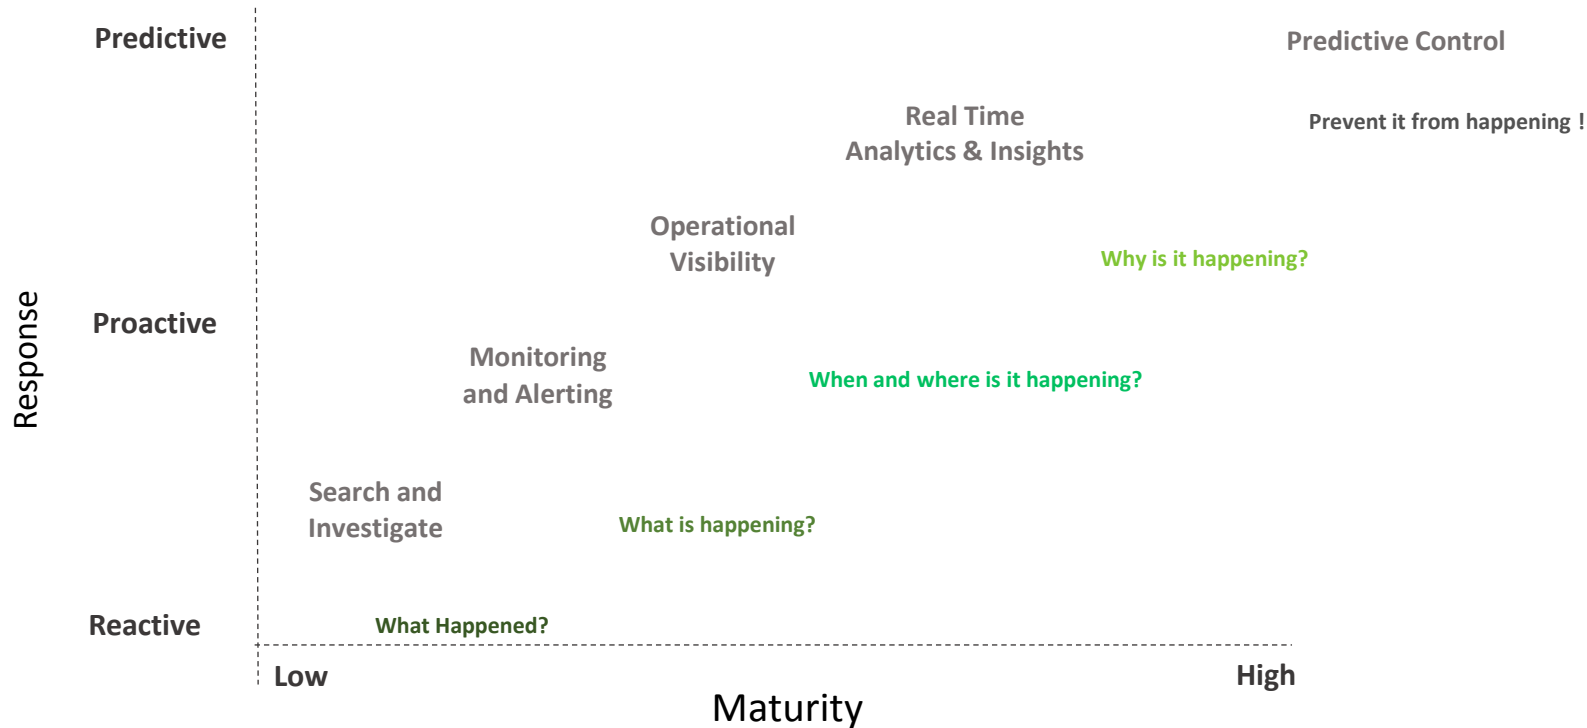 Predictive
Predictive Control
Real Time
Analytics & Insights
Prevent it from happening !
Operational
Visibility
Why is it happening?
Response
Proactive
Monitoring
and Alerting
When and where is it happening?
Search and
Investigate
What is happening?
Reactive
What Happened?
Low
High
Maturity